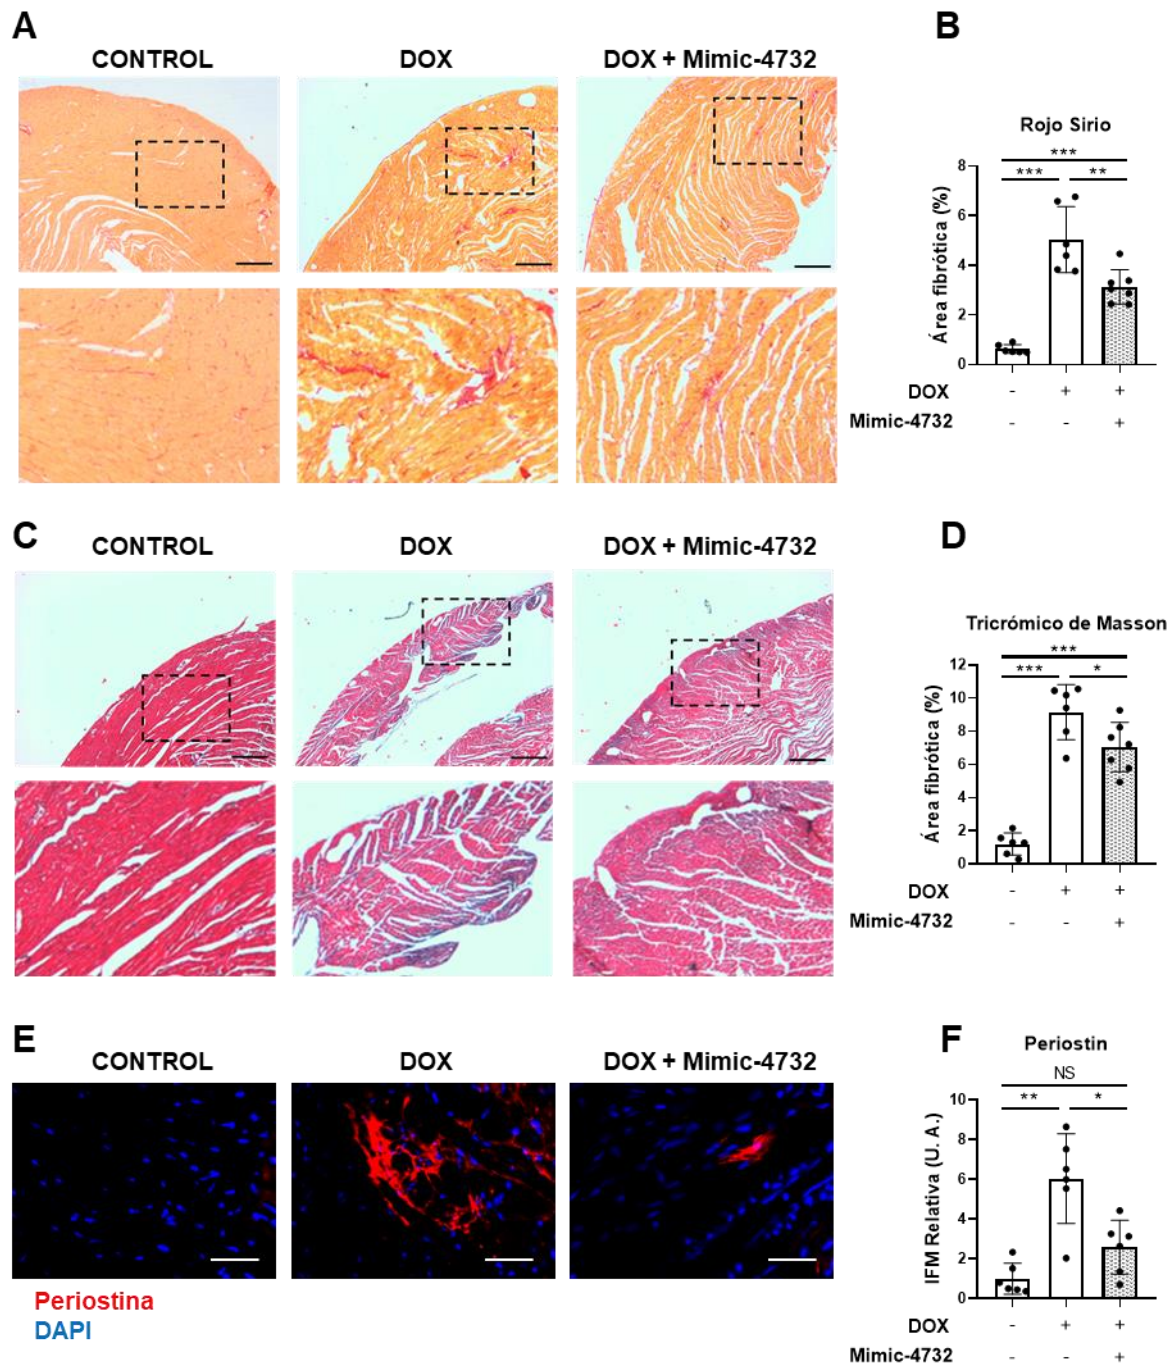 A
CONTROL
DOX
DOX + Mimic-4732
B
Rojo Sirio
***
*** **
Área fibrótica (%)
8
6
4
2
0
DOX - + +
Mimic-4732 - - +
C
CONTROL
DOX
DOX + Mimic-4732
D
Tricrómico de Masson
***
*** *
Área fibrótica (%)
12
10
8
6
4
2
0
DOX - + +
Mimic-4732 - - +
E
CONTROL
DOX
DOX + Mimic-4732
Periostina
DAPI
F
Periostin
NS
** *
IFM Relativa (U. A.)
10
8
6
4
2
0
DOX - + +
Mimic-4732 - - +